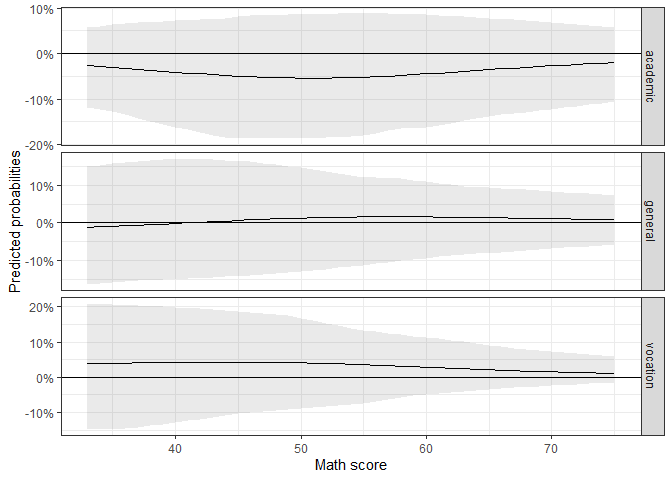 10%
0%
-10%
-20%
academic
10%
0%
-10%
general
20%
10%
0%
-10%
vocation
Predicted probabilities
40 50 60 70
Math score